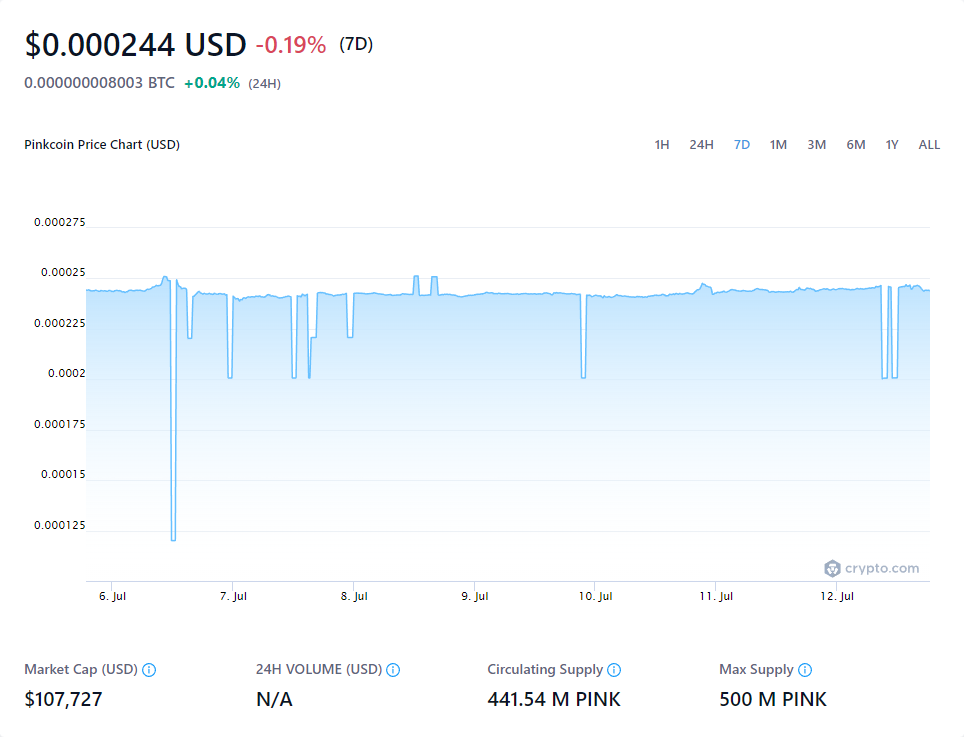 $0.000244 USD -0.19% (7D)
0.000000008003 BTC +0.04% (24H)
Pinkcoin Price Chart (USD) 1H 24H 7D 1M 3M 6M 1Y ALL
0.000275
0.00025
0.000225
0.0002
0.000175
0.00015
0.000125
crypto.com
6. Jul 7. Jul 8. Jul 9. Jul 10. Jul 11. Jul 12. Jul
Market Cap (USD) 24H VOLUME (USD) Circulating Supply Max Supply
$107,727 N/A 441.54 M PINK 500 M PINK